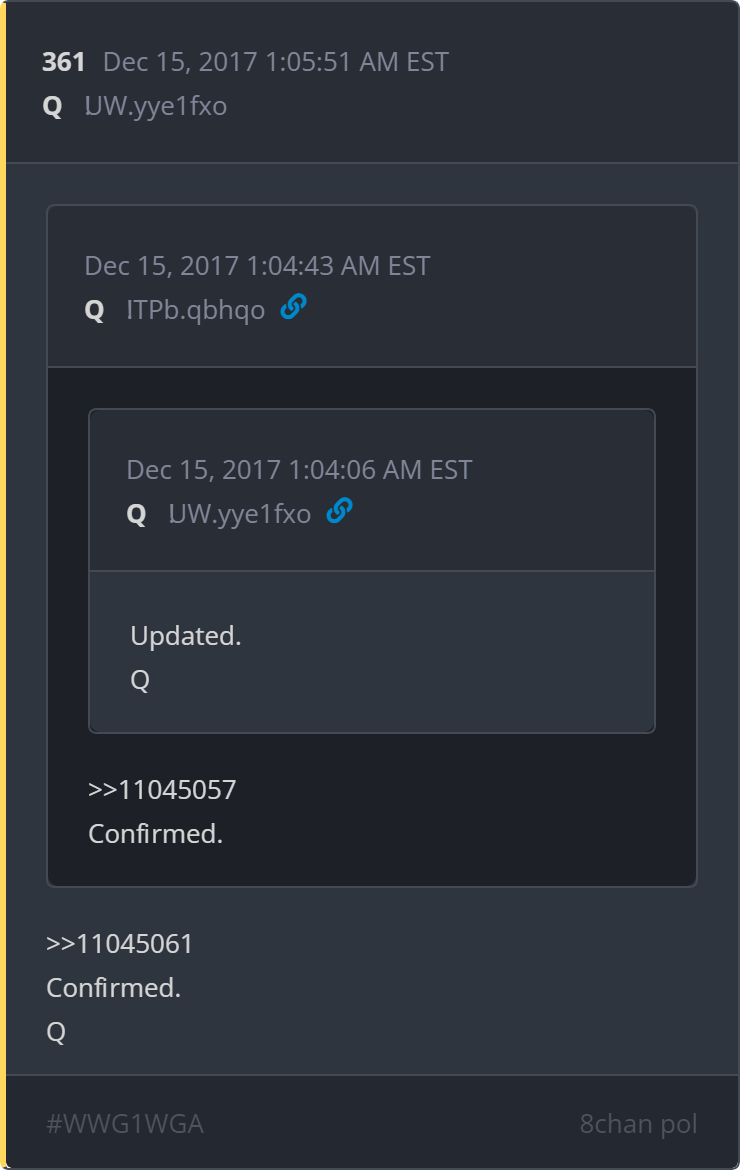 361 Dec 15, 2017 1:05:51 AM EST
Q !UW.yye1fxo
Dec 15, 2017 1:04:43 AM EST
Q !TPb.qbhqo
Dec 15, 2017 1:04:06 AM EST
Q !UW.yye1fxo
Updated.
Q
>>11045057
Confirmed.
>>11045061
Confirmed.
Q
#WWG1WGA 8chan pol